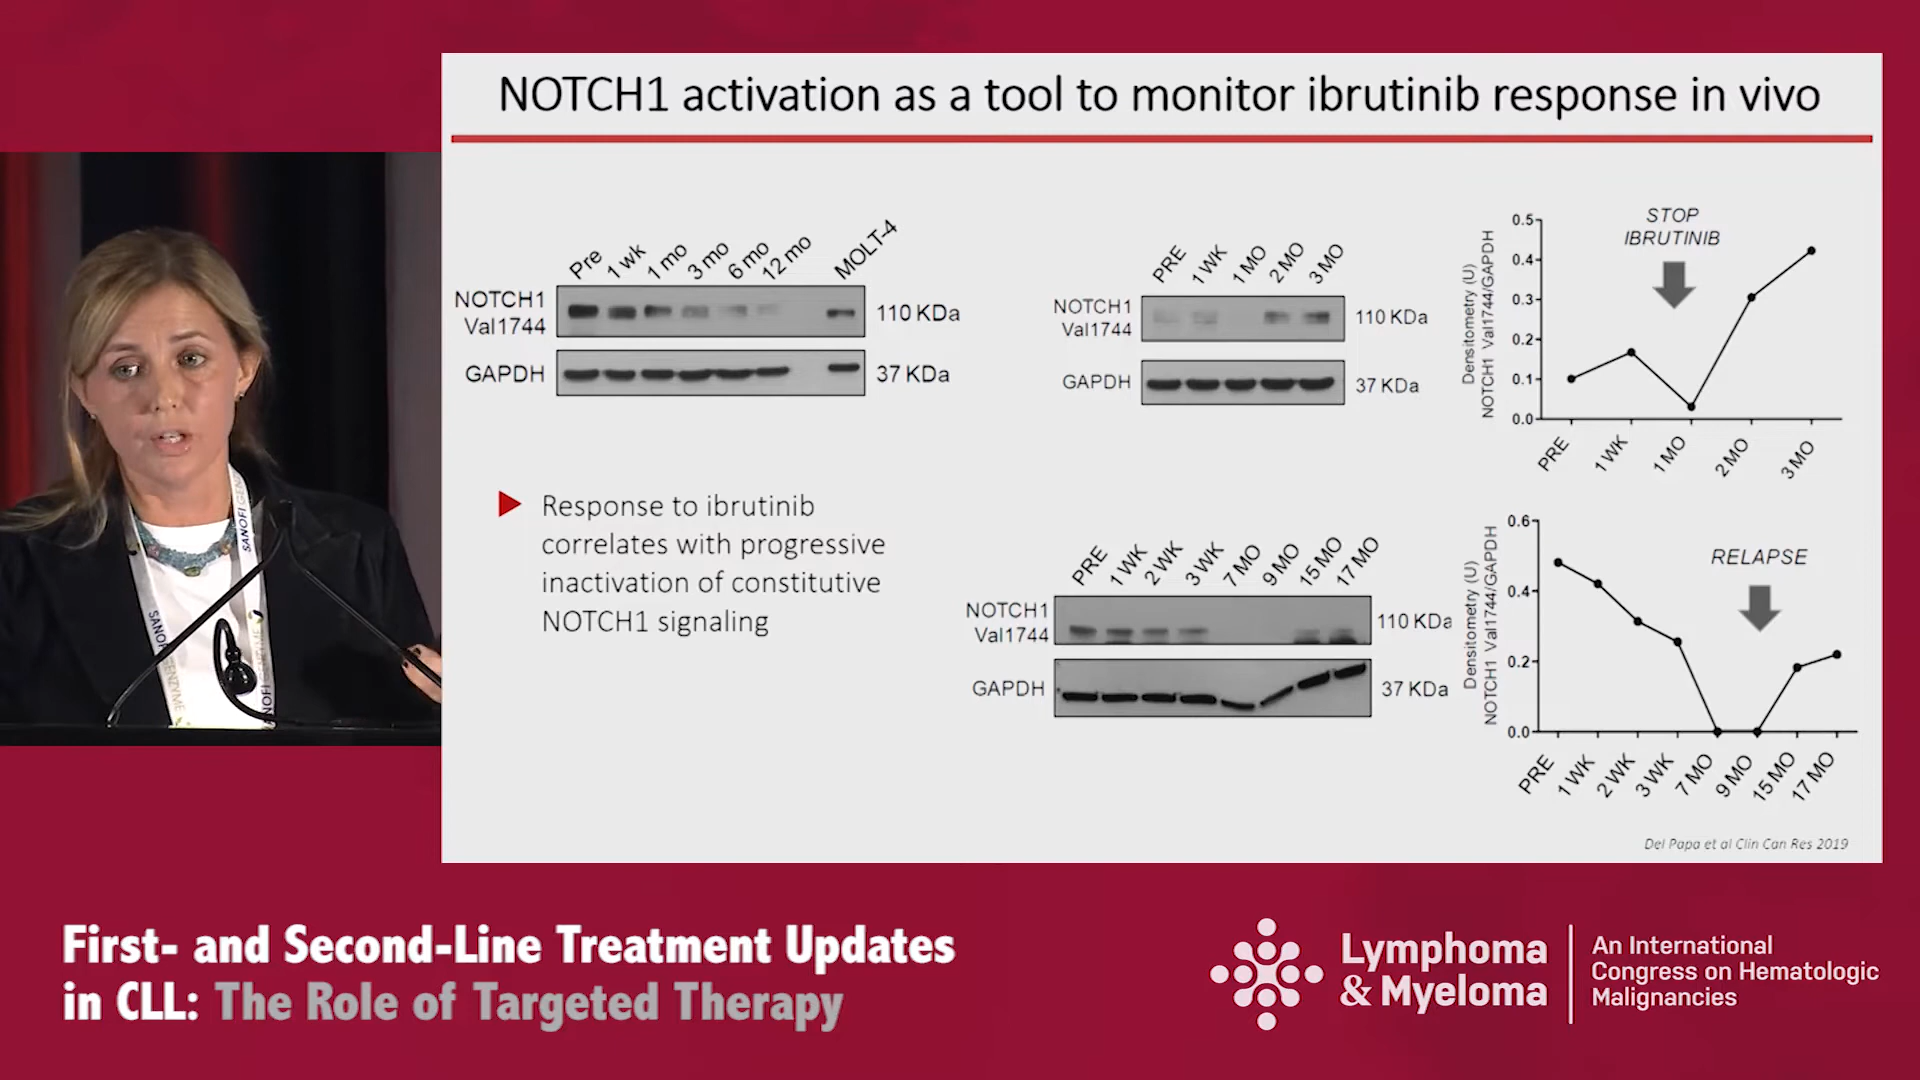 NOTCH1 activation as a tool to monitor ibrutinib response in vivo
Pre 1 wk 1 mo 3 mo 6 mo 12 mo MOLT-4
NOTCH1
Val1744
110 KDa
GAPDH
37 KDa
Response to ibrutinib
correlates with progressive
inactivation of constitutive
NOTCH1 signaling
PRE 1 WK 1 MO 2 MO 3 MO
NOTCH1
Val1744
110 KDa
GAPDH
37 KDa
Densitometry (U)
NOTCH1 Val1744/GAPDH
STOP
IBRUTINIB
0.5
0.4
0.3
0.2
0.1
0.0
PRE 1 WK 1 MO 2 MO 3 MO
PRE 1 WK 2 WK 3 WK 7 MO 9 MO 15 MO 17 MO
NOTCH1
Val1744
110 KDa
GAPDH
37 KDa
Densitometry (U)
NOTCH1 Val1744/GAPDH
RELAPSE
0.6
0.4
0.2
0.0
PRE 1 WK 2 WK 3 WK 7 MO 9 MO 15 MO 17 MO
Del Papa et al Clin Can Res 2019
SANOFI GEN
SANOF
GENZYME
ANOFI GENZYME
First- and Second-Line Treatment Updates
in CLL: The Role of Targeted Therapy
Lymphoma
& Myeloma
An International
Congress on Hematologic
Malignancies